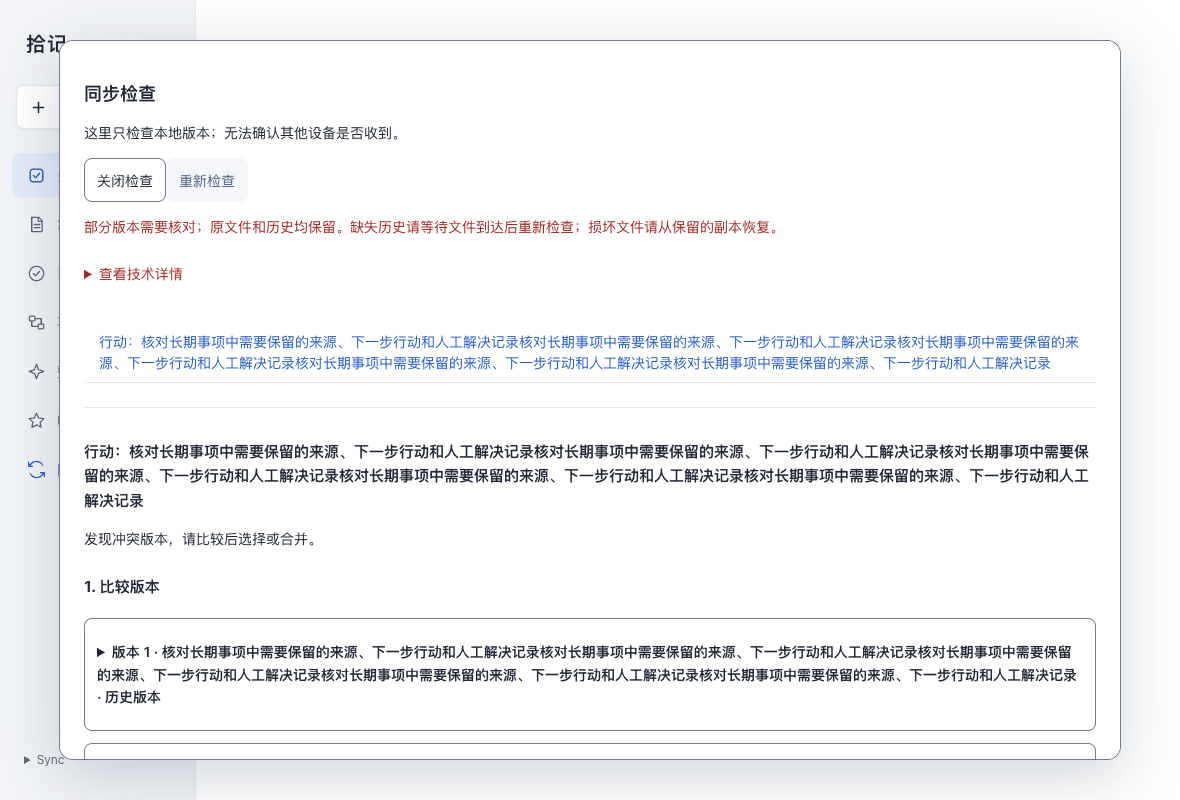 拾记
同步检查
这里只检查本地版本；无法确认其他设备是否收到。
关闭检查
重新检查
部分版本需要核对；原文件和历史均保留。缺失历史请等待文件到达后重新检查；损坏文件请从保留的副本恢复。
查看技术详情
行动：核对长期事项中需要保留的来源、下一步行动和人工解决记录核对长期事项中需要保留的来源、下一步行动和人工解决记录核对长期事项中需要保留的来
源、下一步行动和人工解决记录核对长期事项中需要保留的来源、下一步行动和人工解决记录核对长期事项中需要保留的来源、下一步行动和人工解决记录
行动：核对长期事项中需要保留的来源、下一步行动和人工解决记录核对长期事项中需要保留的来源、下一步行动和人工解决记录核对长期事项中需要保
留的来源、下一步行动和人工解决记录核对长期事项中需要保留的来源、下一步行动和人工解决记录核对长期事项中需要保留的来源、下一步行动和人工
解决记录
发现冲突版本，请比较后选择或合并。
1. 比较版本
版本 1 · 核对长期事项中需要保留的来源、下一步行动和人工解决记录核对长期事项中需要保留的来源、下一步行动和人工解决记录核对长期事项中需要保留
的来源、下一步行动和人工解决记录核对长期事项中需要保留的来源、下一步行动和人工解决记录核对长期事项中需要保留的来源、下一步行动和人工解决记录
· 历史版本
Sync